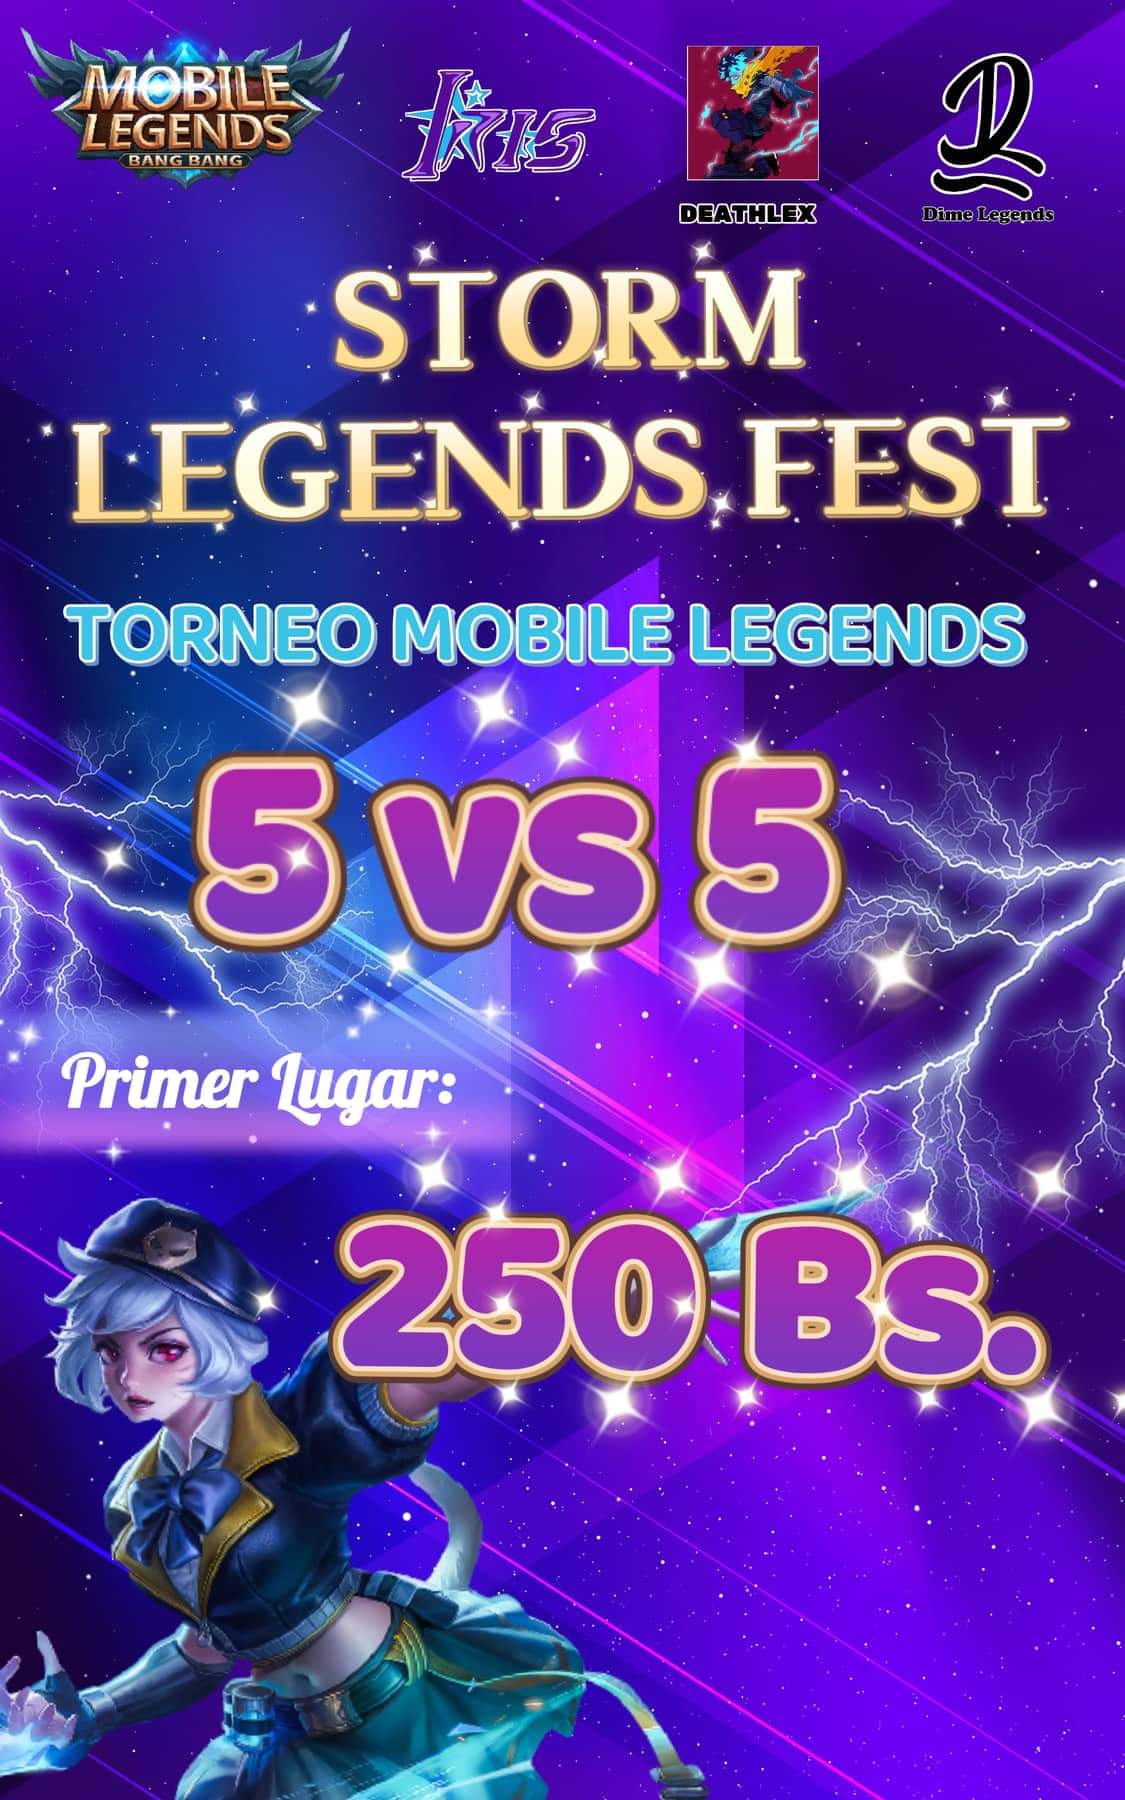 MOBILE
LEGENDS
BANG BANG
IRIS
DEATHLEX
Dime Legends
STORM
LEGENDS FEST
TORNEO MOBILE LEGENDS
5 vs 5
Primer Lugar:
250 Bs.